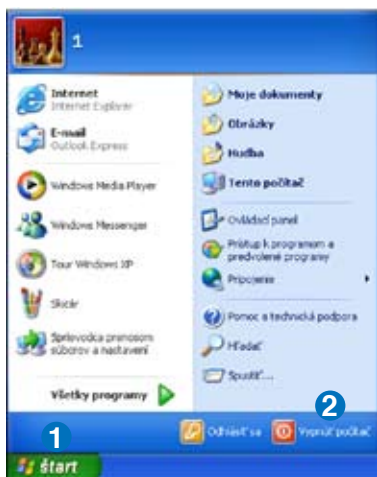 1
Internet
Internet Explorer
E-mail
Outlook Express
Windows Media Player
Windows Messenger
Tour Windows XP
Skicár
Sprievodca prenosom
súborov a nastavení
Všetky programy
Moje dokumenty
Obrázky
Hudba
Tento počítač
Ovládací panel
Prístup k programom a
predvolené programy
Pripojenie
Pomoc a technická podpora
Hľadať
Spustiť...
2
Odhlásiť sa
Vypnúť počítač
1
štart